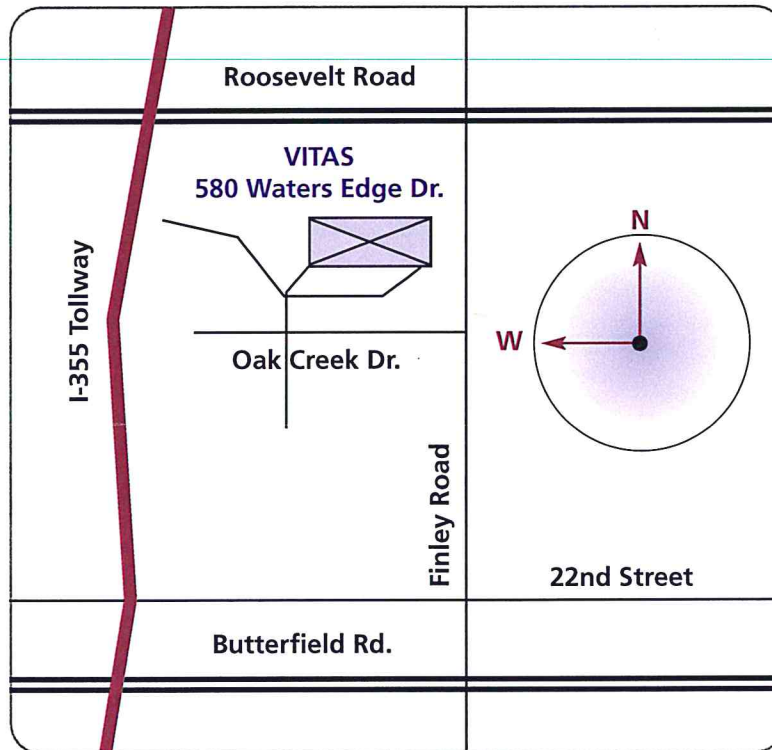 Roosevelt Road
VITAS
580 Waters Edge Dr.
N
W
I-355 Tollway
Oak Creek Dr.
Finley Road
22nd Street
Butterfield Rd.